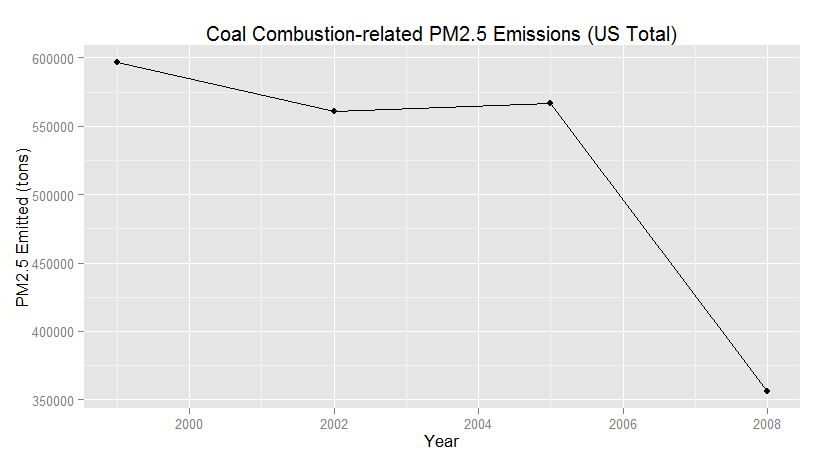 Coal Combustion-related PM2.5 Emissions (US Total)
600000
550000
500000
450000
400000
350000
PM2.5 Emitted (tons)
2000 2002 2004 2006 2008
Year